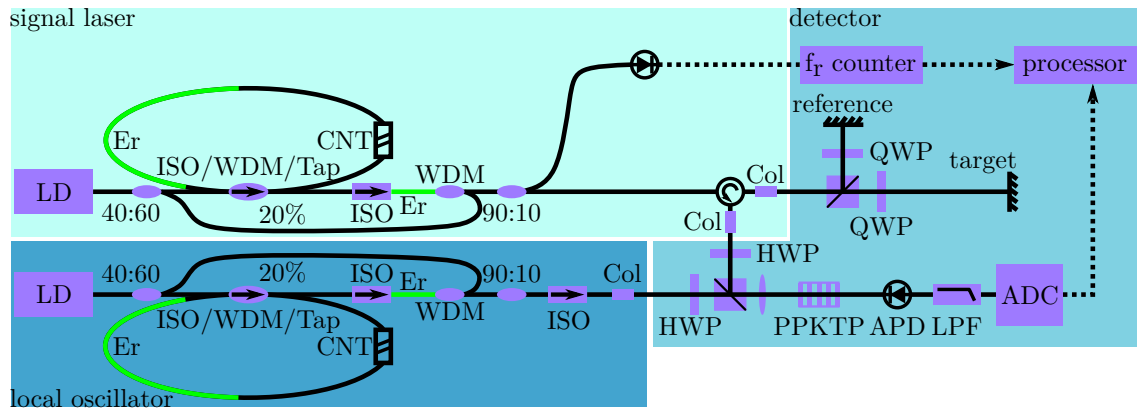 signal laser
detector
f_r counter
processor
reference
Er
CNT
ISO/WDM/Tap
WDM
QWP
target
LD
Col
40:60
20%
ISO
Er
90:10
Col
QWP
HWP
40:60
20%
ISO
Er
90:10
Col
LD
ADC
ISO/WDM/Tap
WDM
ISO
HWP
PPKTP
APD
LPF
Er
CNT
local oscillator